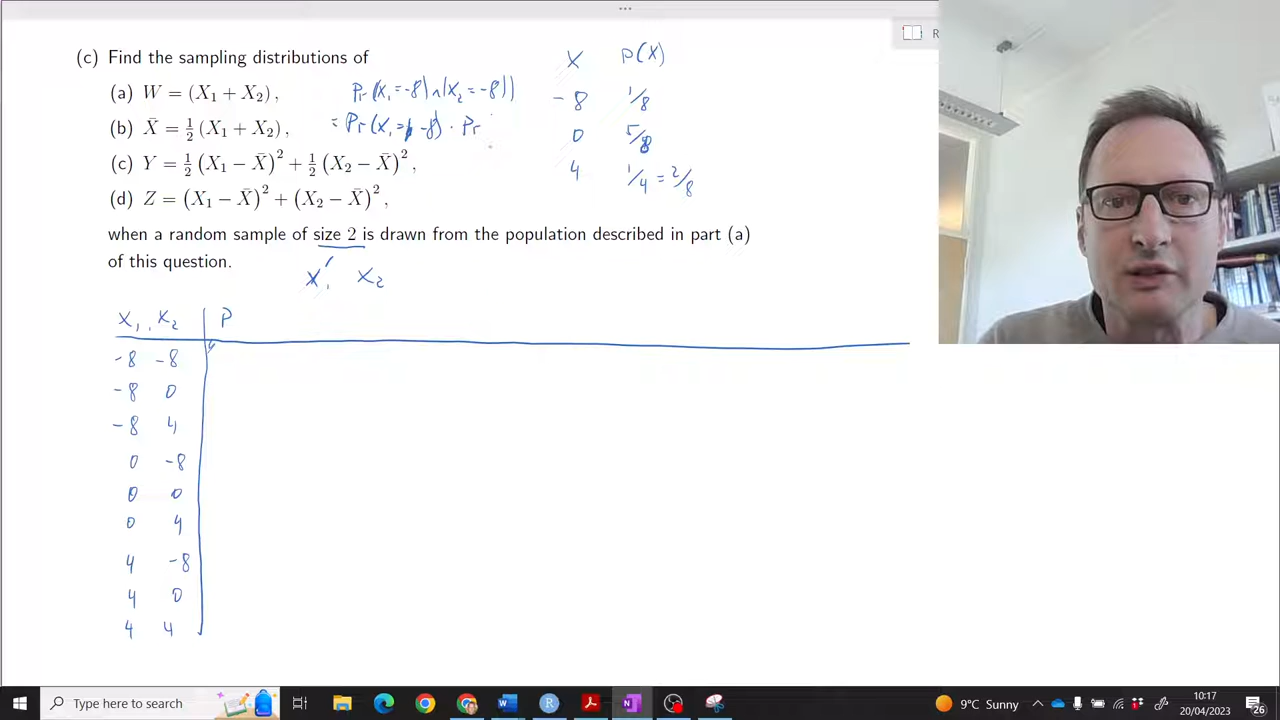 (c) Find the sampling distributions of
(a) W = (X₁ + X₂) ,
(b) X̄ = ½ (X₁ + X₂) ,
(c) Y = ½ (X₁ − X̄)² + ½ (X₂ − X̄)² ,
(d) Z = (X₁ − X̄)² + (X₂ − X̄)² ,
when a random sample of size 2 is drawn from the population described in part (a)
of this question.
Pr(X₁ = -8) ∩ (X₂ = -8))
= Pr(X₁ = -8) · Pr
X P(X)
-8 1/8
0 5/8
4 1/4 = 2/8
X₁ X₂
X₁, X₂ P
-8 -8
-8 0
-8 4
0 -8
0 0
0 4
4 -8
4 0
4 4
R
Type here to search
9°C Sunny
10:17
20/04/2023
26